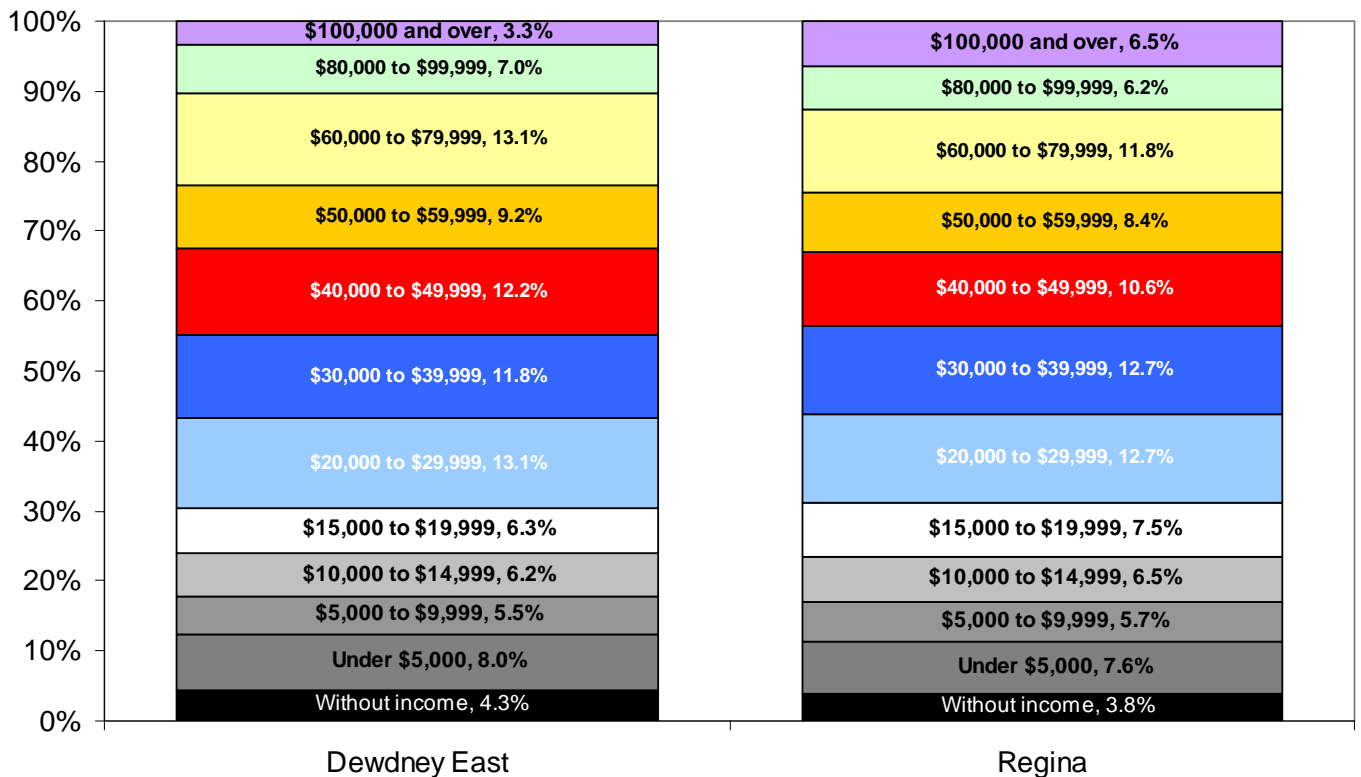 100%
90%
80%
70%
60%
50%
40%
30%
20%
10%
0%
$100,000 and over, 3.3%
$80,000 to $99,999, 7.0%
$60,000 to $79,999, 13.1%
$50,000 to $59,999, 9.2%
$40,000 to $49,999, 12.2%
$30,000 to $39,999, 11.8%
$20,000 to $29,999, 13.1%
$15,000 to $19,999, 6.3%
$10,000 to $14,999, 6.2%
$5,000 to $9,999, 5.5%
Under $5,000, 8.0%
Without income, 4.3%
$100,000 and over, 6.5%
$80,000 to $99,999, 6.2%
$60,000 to $79,999, 11.8%
$50,000 to $59,999, 8.4%
$40,000 to $49,999, 10.6%
$30,000 to $39,999, 12.7%
$20,000 to $29,999, 12.7%
$15,000 to $19,999, 7.5%
$10,000 to $14,999, 6.5%
$5,000 to $9,999, 5.7%
Under $5,000, 7.6%
Without income, 3.8%
Dewdney East
Regina